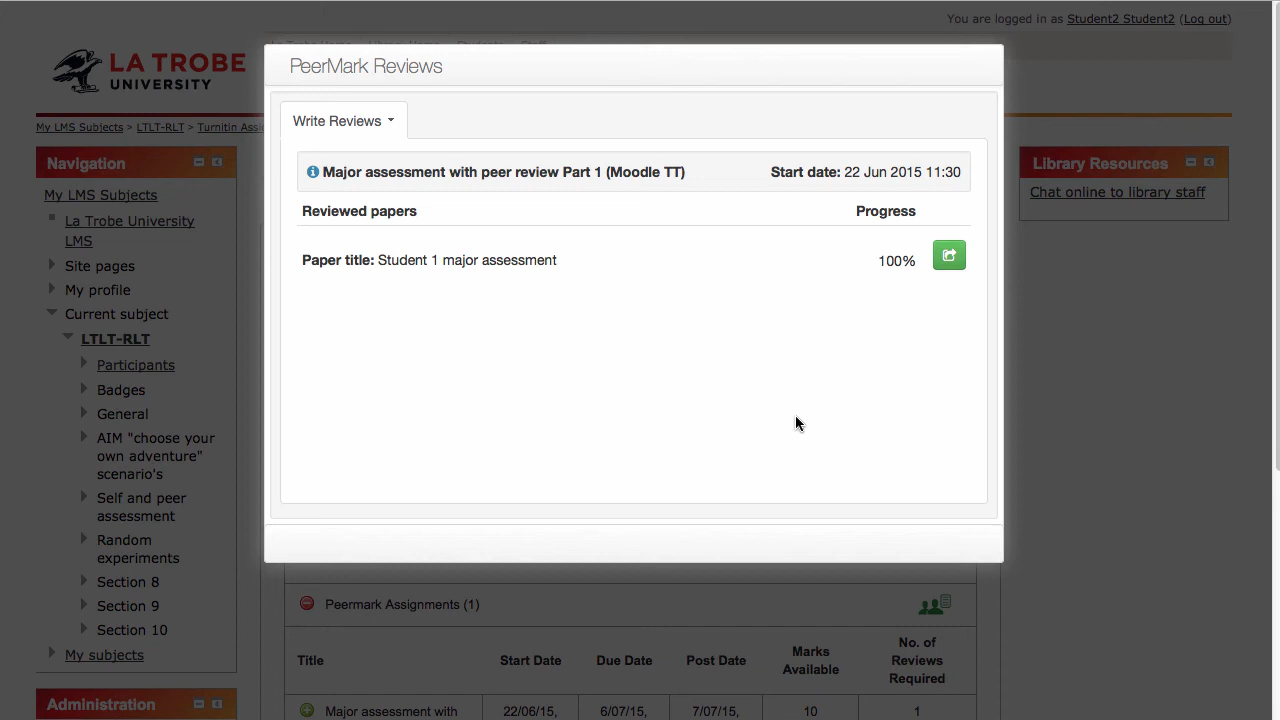 You are logged in as Student2 Student2 (Log out)
LA TROBE
UNIVERSITY
PeerMark Reviews
My LMS Subjects > LTLT-RLT > Turnitin Assi
Write Reviews
Navigation
My LMS Subjects
La Trobe University
LMS
Site pages
My profile
Current subject
LTLT-RLT
Participants
Badges
General
AIM "choose your
own adventure"
scenario's
Self and peer
assessment
Random
experiments
Section 8
Section 9
Section 10
My subjects
Administration
Major assessment with peer review Part 1 (Moodle TT) Start date: 22 Jun 2015 11:30
Reviewed papers Progress
Paper title: Student 1 major assessment 100%
Library Resources
Chat online to library staff
Peermark Assignments (1)
Title Start Date Due Date Post Date Marks Available No. of Reviews Required
Major assessment with 22/06/15, 6/07/15, 7/07/15, 10 1